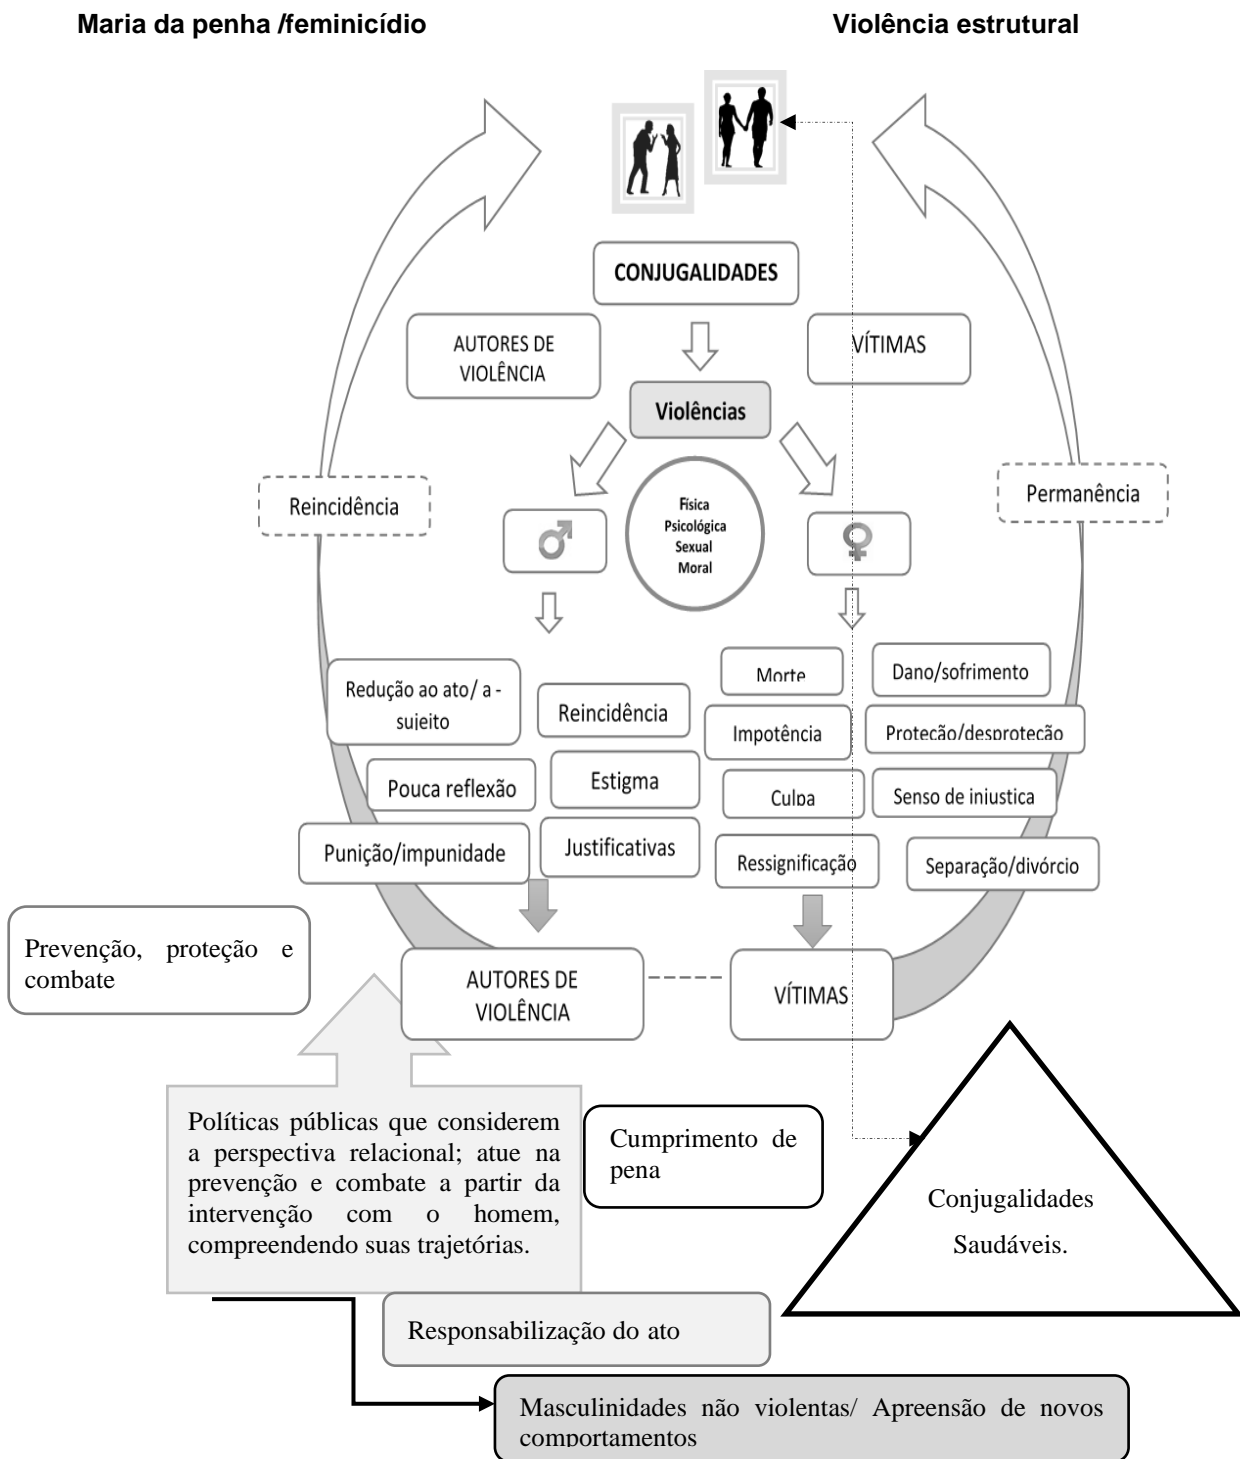 Maria da penha /feminicídio
Violência estrutural
CONJUGALIDADES
AUTORES DE
VIOLÊNCIA
VÍTIMAS
Violências
Reincidência
Permanência
Física
Psicológica
Sexual
Moral
Redução ao ato/ a -
sujeito
Reincidência
Morte
Dano/sofrimento
Impotência
Proteção/desproteção
Pouca reflexão
Estigma
Culpa
Senso de injustiça
Punição/impunidade
Justificativas
Ressignificação
Separação/divórcio
Prevenção, proteção e
combate
AUTORES DE
VIOLÊNCIA
VÍTIMAS
Políticas públicas que considerem
a perspectiva relacional; atue na
prevenção e combate a partir da
intervenção com o homem,
compreendendo suas trajetórias.
Cumprimento de
pena
Conjugalidades
Saudáveis.
Responsabilização do ato
Masculinidades não violentas/ Apreensão de novos
comportamentos